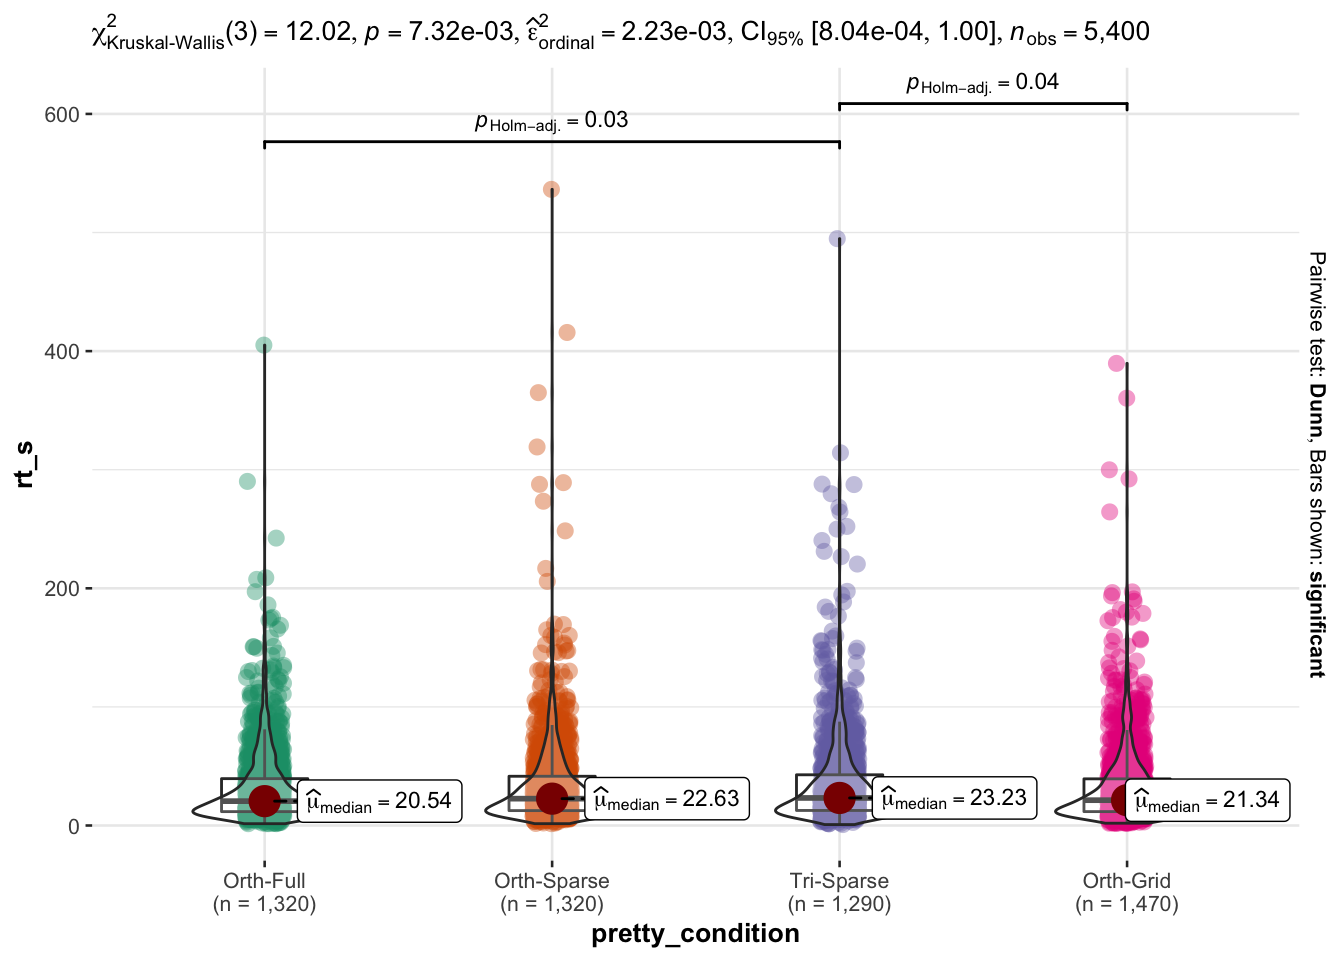 χ²Kruskal-Wallis(3) = 12.02, p = 7.32e-03, ε̂²ordinal = 2.23e-03, CI95% [8.04e-04, 1.00], nobs = 5,400
pHolm−adj. = 0.04
pHolm−adj. = 0.03
600
400
200
0
rt_s
μ̂median = 20.54
μ̂median = 22.63
μ̂median = 23.23
μ̂median = 21.34
Pairwise test: Dunn, Bars shown: significant
Orth-Full
(n = 1,320)
Orth-Sparse
(n = 1,320)
Tri-Sparse
(n = 1,290)
Orth-Grid
(n = 1,470)
pretty_condition